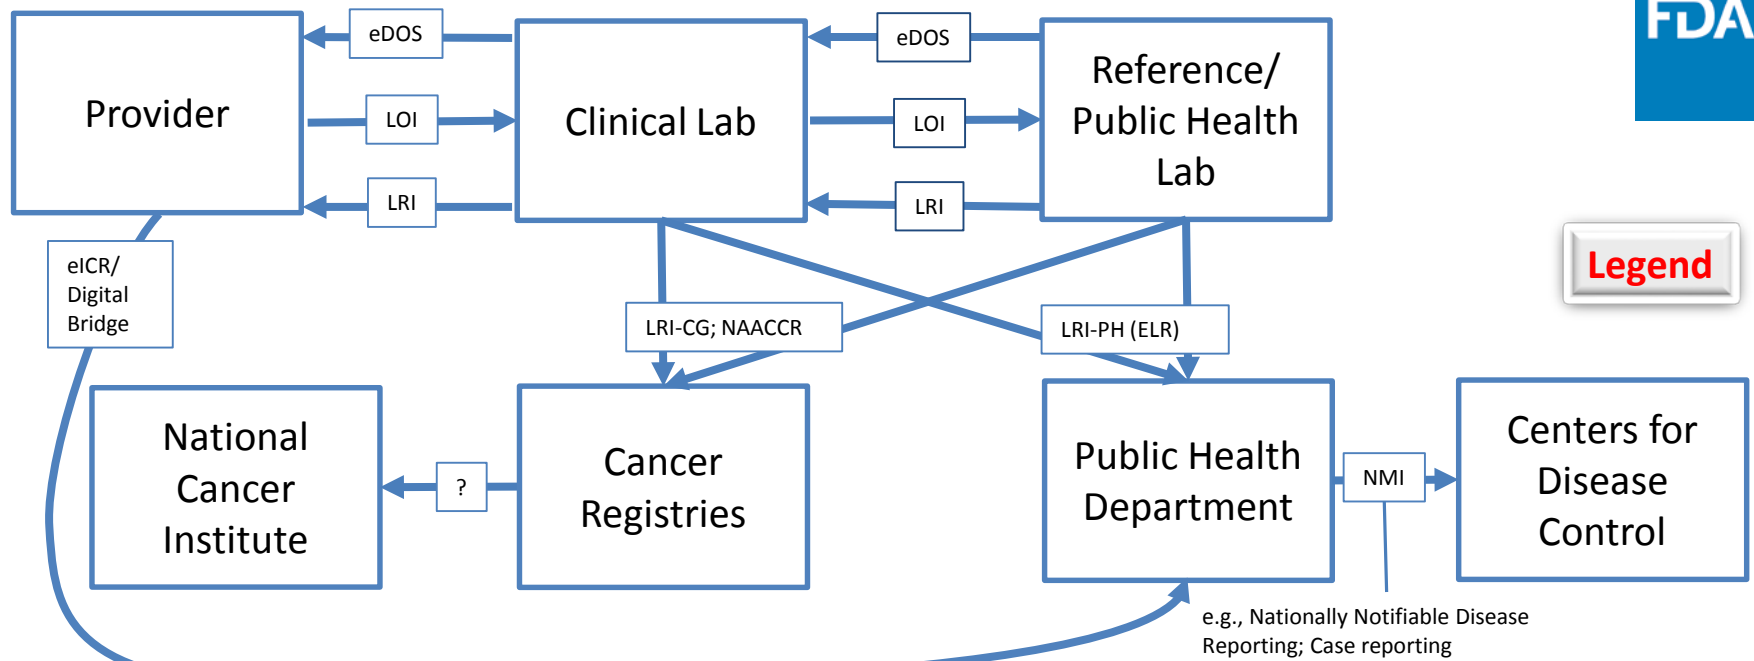 FDA
eDOS
eDOS
Provider
LOI
Clinical Lab
LOI
Reference/
Public Health
Lab
LRI
LRI
eICR/
Digital
Bridge
Legend
LRI-CG; NAACCR
LRI-PH (ELR)
National
Cancer
Institute
?
Cancer
Registries
Public Health
Department
NMI
Centers for
Disease
Control
e.g., Nationally Notifiable Disease
Reporting; Case reporting